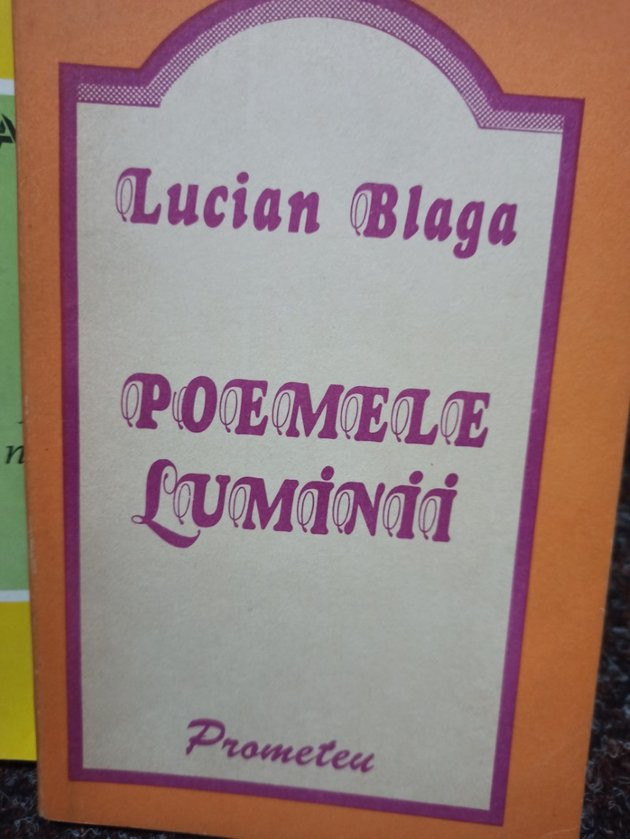 Lucian Blaga
POEMELE
LUMINII
Prometeu